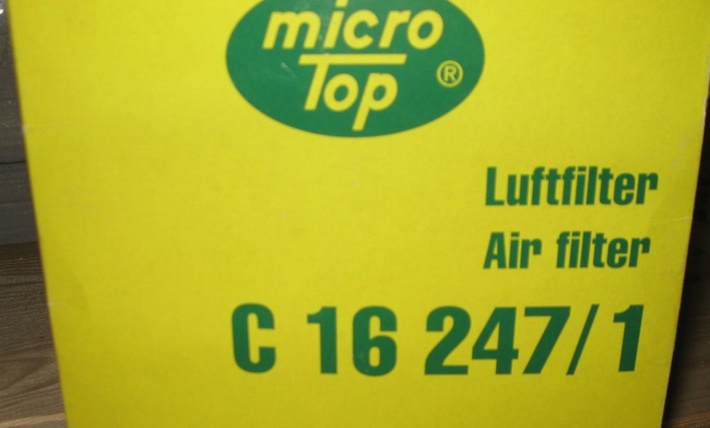 micro
Top ®
Luftfilter
Air filter
C 16 247/1